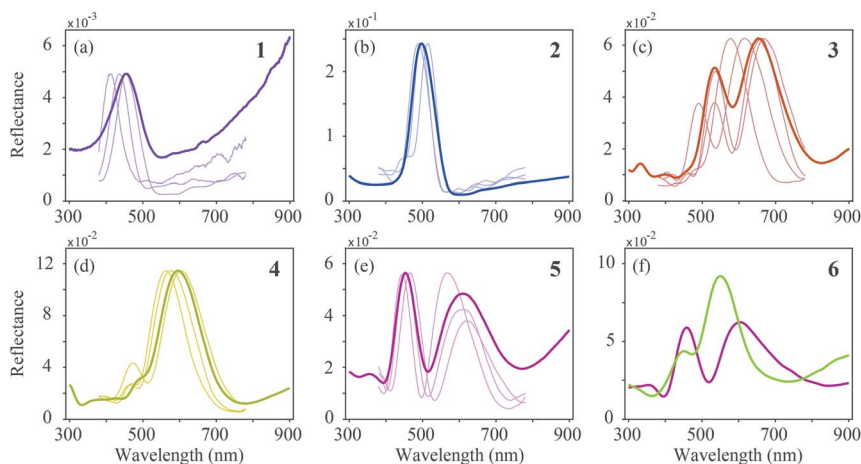 x10⁻³ x10⁻¹ x10⁻²
(a) 1 (b) 2 (c) 3
Reflectance
6 4 2 0
2 1 0
6 4 2 0
300 500 700 900 300 500 700 900 300 500 700 900
x10⁻² x10⁻² x10⁻²
(d) 4 (e) 5 (f) 6
Reflectance
12 8 4 0
6 4 2 0
10 5 0
300 500 700 900 300 500 700 900 300 500 700 900
Wavelength (nm) Wavelength (nm) Wavelength (nm)